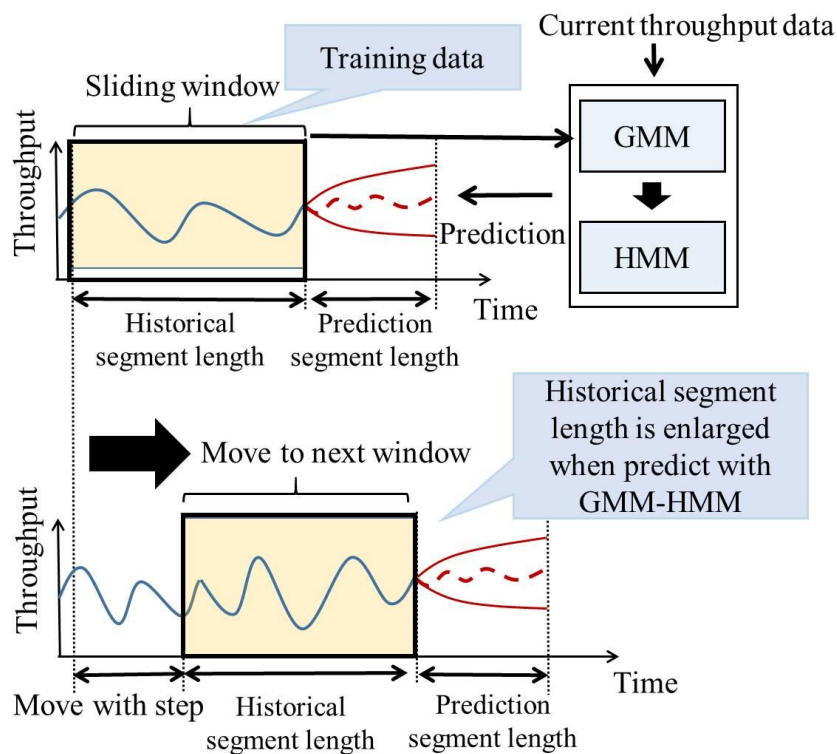 Current throughput data
Training data
Sliding window
Throughput
GMM
Prediction
HMM
Time
Historical
segment length
Prediction
segment length
Historical segment
length is enlarged
when predict with
GMM-HMM
Move to next window
Throughput
Time
Move with step
Historical
segment length
Prediction
segment length